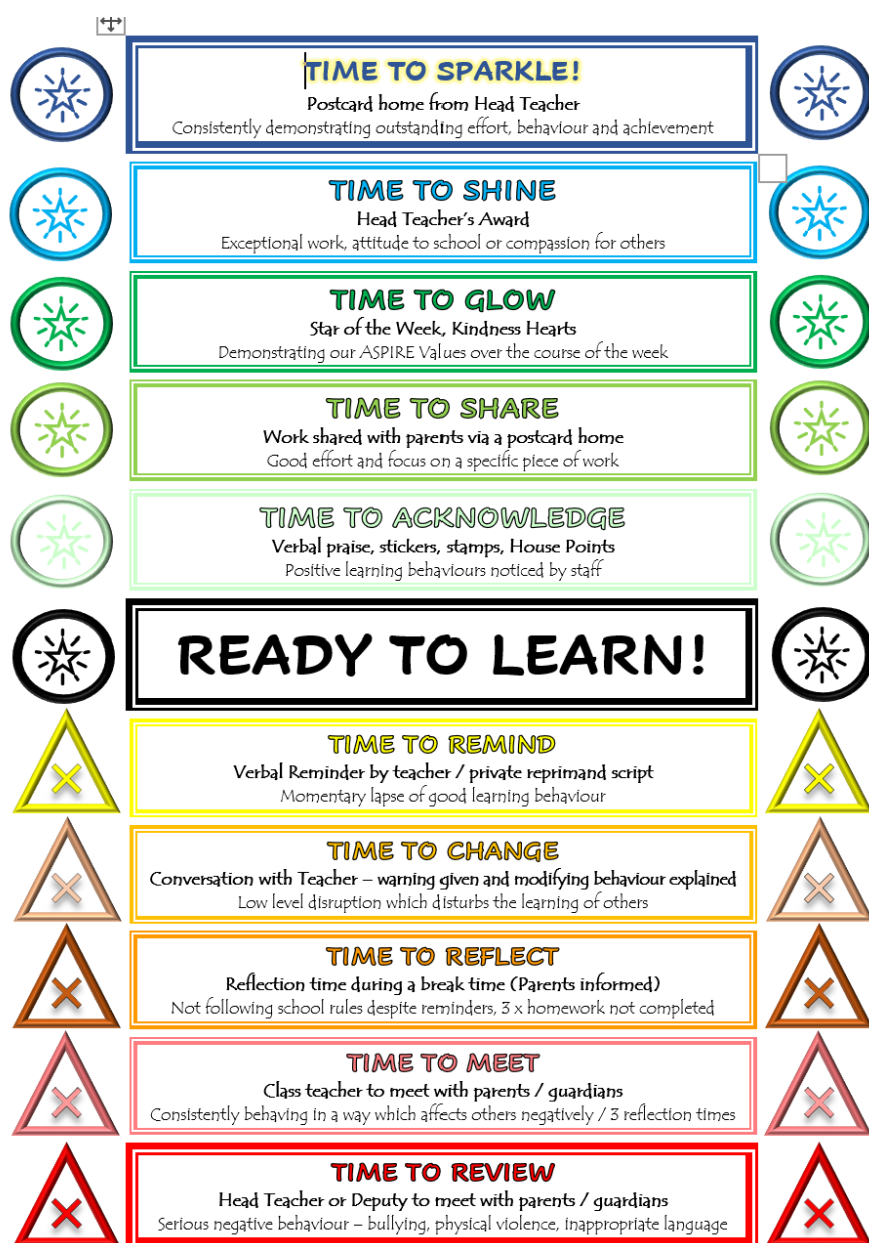 TIME TO SPARKLE!
Postcard home from Head Teacher
Consistently demonstrating outstanding effort, behaviour and achievement
TIME TO SHINE
Head Teacher's Award
Exceptional work, attitude to school or compassion for others
TIME TO GLOW
Star of the Week, Kindness Hearts
Demonstrating our ASPIRE Values over the course of the week
TIME TO SHARE
Work shared with parents via a postcard home
Good effort and focus on a specific piece of work
TIME TO ACKNOWLEDGE
Verbal praise, stickers, stamps, House Points
Positive learning behaviours noticed by staff
READY TO LEARN!
TIME TO REMIND
Verbal Reminder by teacher / private reprimand script
Momentary lapse of good learning behaviour
TIME TO CHANGE
Conversation with Teacher – warning given and modifying behaviour explained
Low level disruption which disturbs the learning of others
TIME TO REFLECT
Reflection time during a break time (Parents informed)
Not following school rules despite reminders, 3 x homework not completed
TIME TO MEET
Class teacher to meet with parents / guardians
Consistently behaving in a way which affects others negatively / 3 reflection times
TIME TO REVIEW
Head Teacher or Deputy to meet with parents / guardians
Serious negative behaviour – bullying, physical violence, inappropriate language